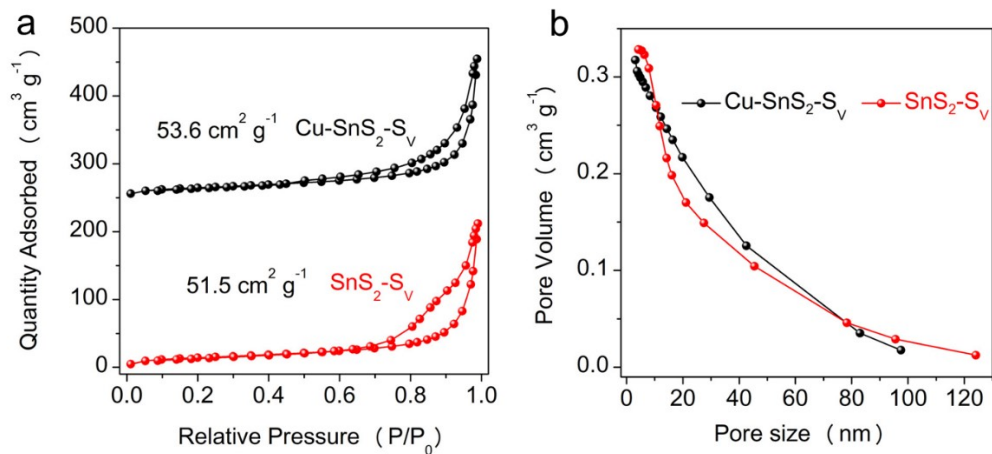 a
Quantity Adsorbed (cm³ g⁻¹)
500
400
300
200
100
0
53.6 cm² g⁻¹ Cu-SnS₂-Sᵥ
51.5 cm² g⁻¹ SnS₂-Sᵥ
0.0 0.2 0.4 0.6 0.8 1.0
Relative Pressure (P/P₀)
b
Pore Volume (cm³ g⁻¹)
0.3
0.2
0.1
0.0
Cu-SnS₂-Sᵥ SnS₂-Sᵥ
0 20 40 60 80 100 120
Pore size (nm)